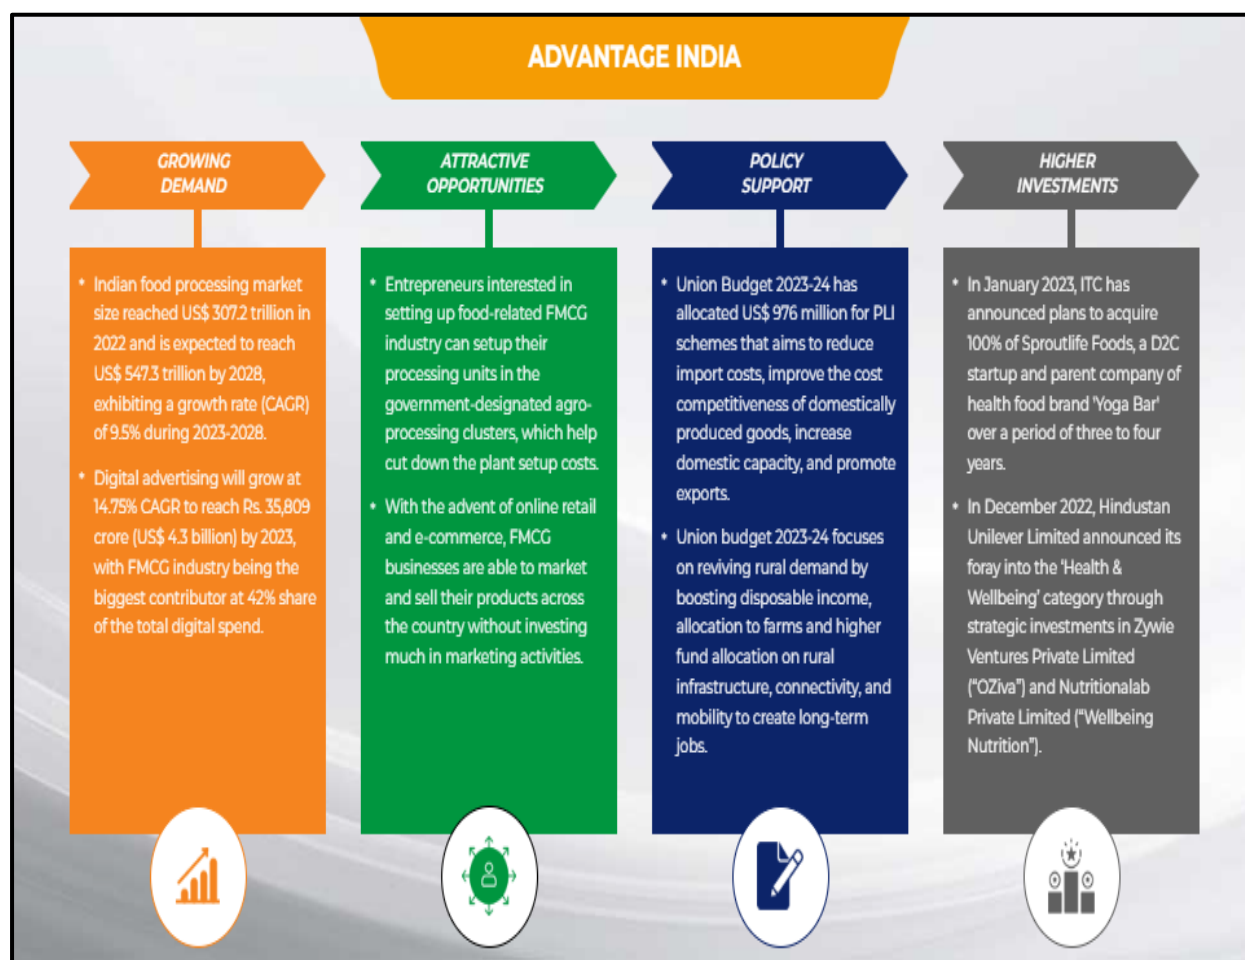 ADVANTAGE INDIA
GROWING
DEMAND
* Indian food processing market
size reached US$ 307.2 trillion in
2022 and is expected to reach
US$ 547.3 trillion by 2028,
exhibiting a growth rate (CAGR)
of 9.5% during 2023-2028.
* Digital advertising will grow at
14.75% CAGR to reach Rs. 35,809
crore (US$ 4.3 billion) by 2023,
with FMCG industry being the
biggest contributor at 42% share
of the total digital spend.
ATTRACTIVE
OPPORTUNITIES
* Entrepreneurs interested in
setting up food-related FMCG
industry can setup their
processing units in the
government-designated agro-
processing clusters, which help
cut down the plant setup costs.
* With the advent of online retail
and e-commerce, FMCG
businesses are able to market
and sell their products across
the country without investing
much in marketing activities.
POLICY
SUPPORT
* Union Budget 2023-24 has
allocated US$ 976 million for PLI
schemes that aims to reduce
import costs, improve the cost
competitiveness of domestically
produced goods, increase
domestic capacity, and promote
exports.
* Union budget 2023-24 focuses
on reviving rural demand by
boosting disposable income,
allocation to farms and higher
fund allocation on rural
infrastructure, connectivity, and
mobility to create long-term
jobs.
HIGHER
INVESTMENTS
* In January 2023, ITC has
announced plans to acquire
100% of Sproutlife Foods, a D2C
startup and parent company of
health food brand 'Yoga Bar'
over a period of three to four
years.
* In December 2022, Hindustan
Unilever Limited announced its
foray into the ‘Health &
Wellbeing’ category through
strategic investments in Zywie
Ventures Private Limited
(“OZiva”) and Nutritionalab
Private Limited (“Wellbeing
Nutrition”).